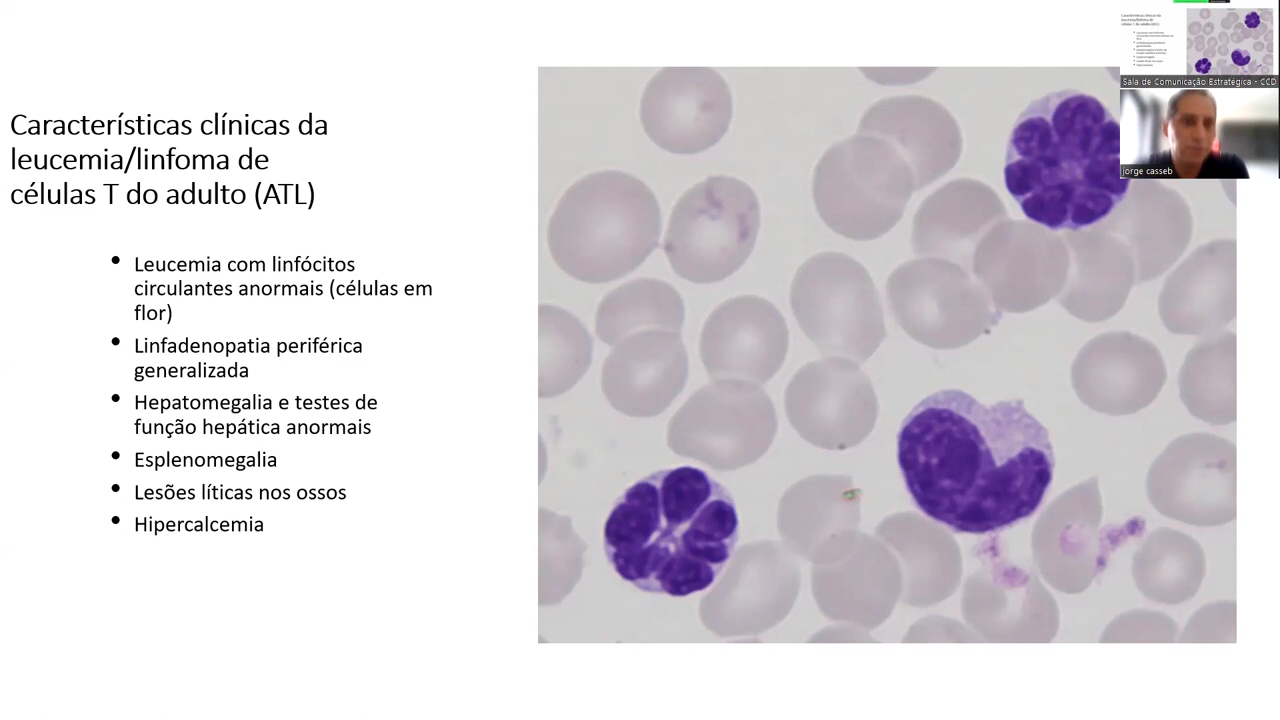 Características clínicas da
leucemia/linfoma de
células T do adulto (ATL)
• Leucemia com linfócitos
circulantes anormais (células em
flor)
• Linfadenopatia periférica
generalizada
• Hepatomegalia e testes de
função hepática anormais
• Esplenomegalia
• Lesões líticas nos ossos
• Hipercalcemia
Sala de Comunicação Estratégica - CCD
jorge casseb